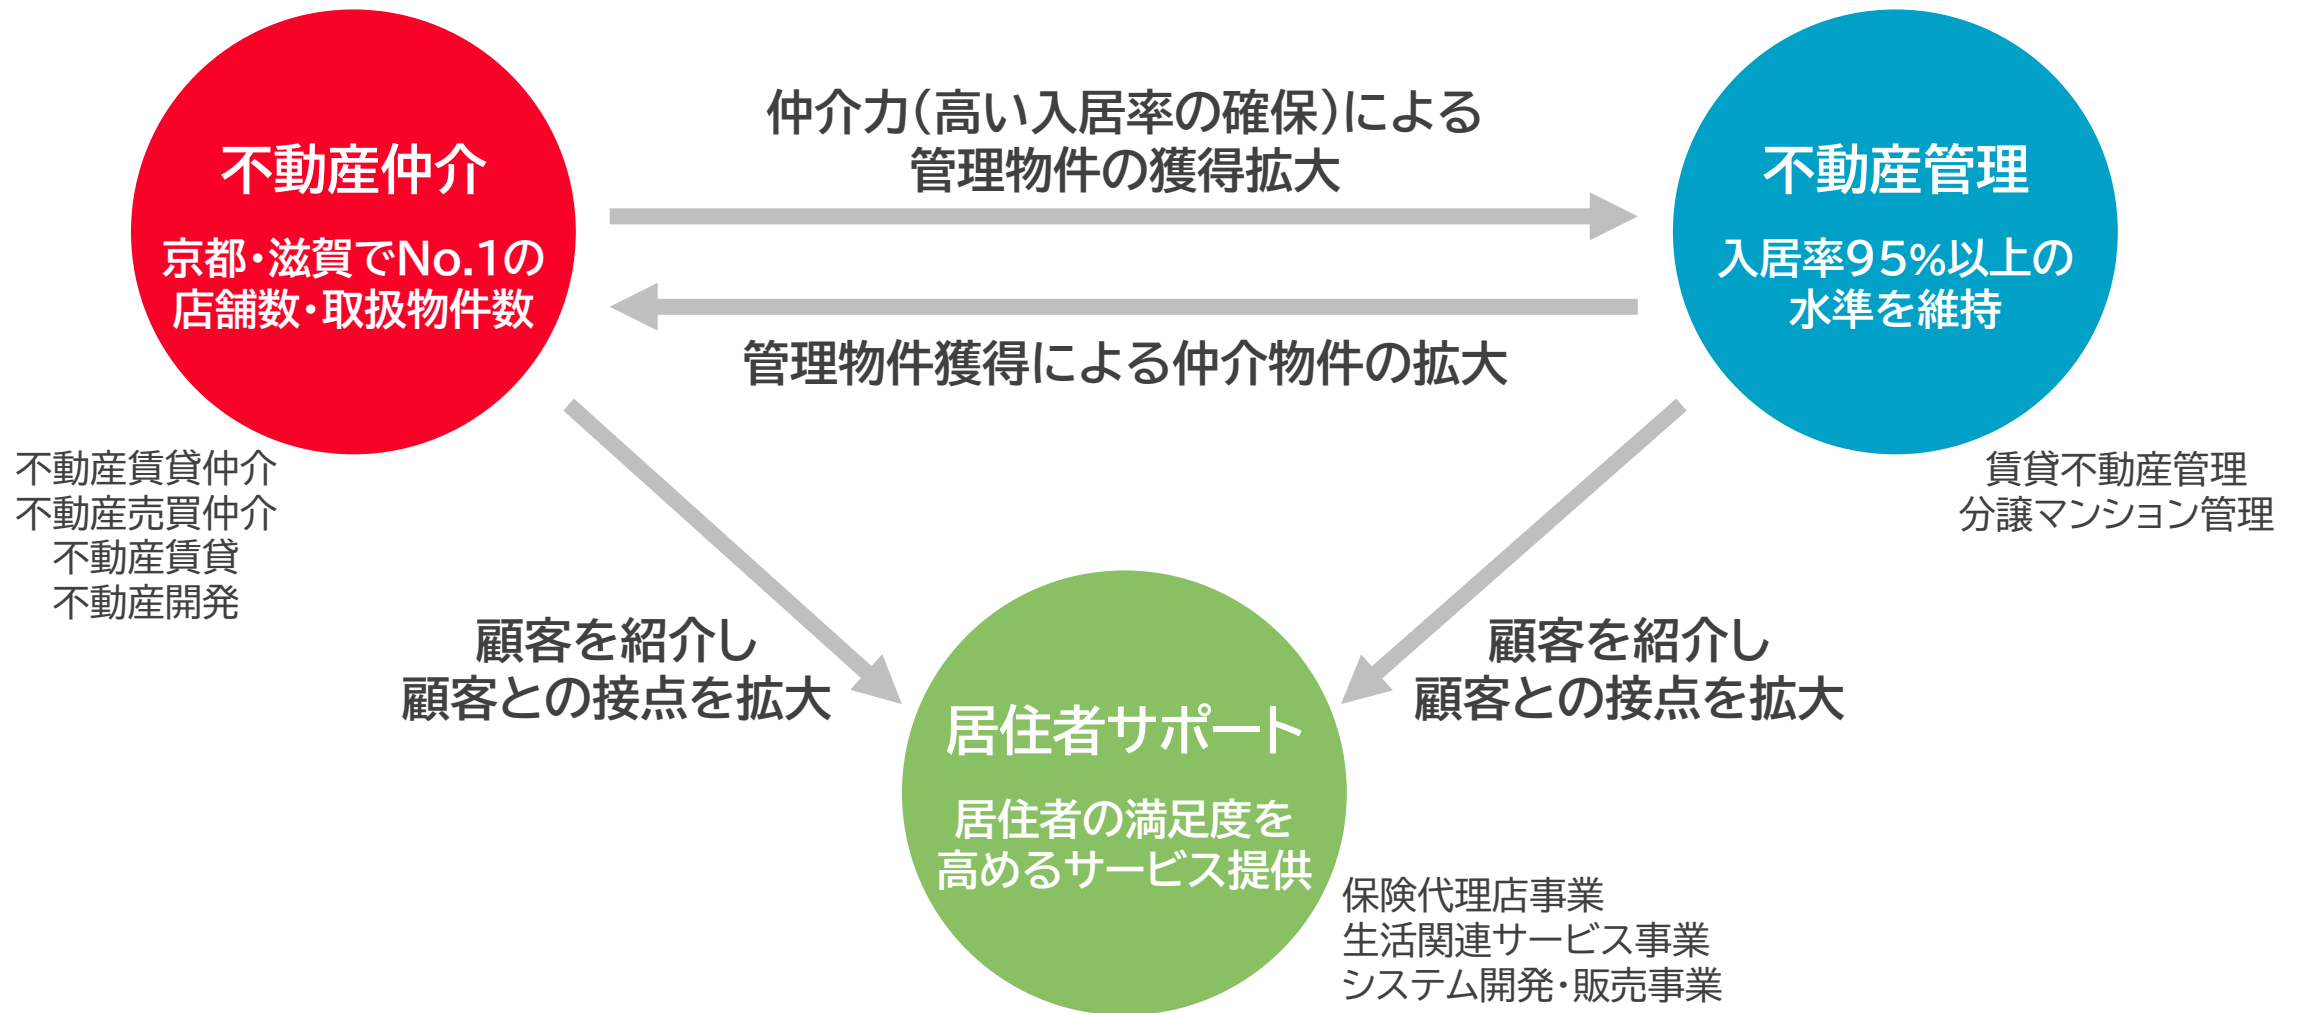 不動産仲介
京都・滋賀でNo.1の
店舗数・取扱物件数
仲介力(高い入居率の確保)による
管理物件の獲得拡大
管理物件獲得による仲介物件の拡大
不動産管理
入居率95%以上の
水準を維持
不動産賃貸仲介
不動産売買仲介
不動産賃貸
不動産開発
賃貸不動産管理
分譲マンション管理
顧客を紹介し
顧客との接点を拡大
顧客を紹介し
顧客との接点を拡大
居住者サポート
居住者の満足度を
高めるサービス提供
保険代理店事業
生活関連サービス事業
システム開発・販売事業